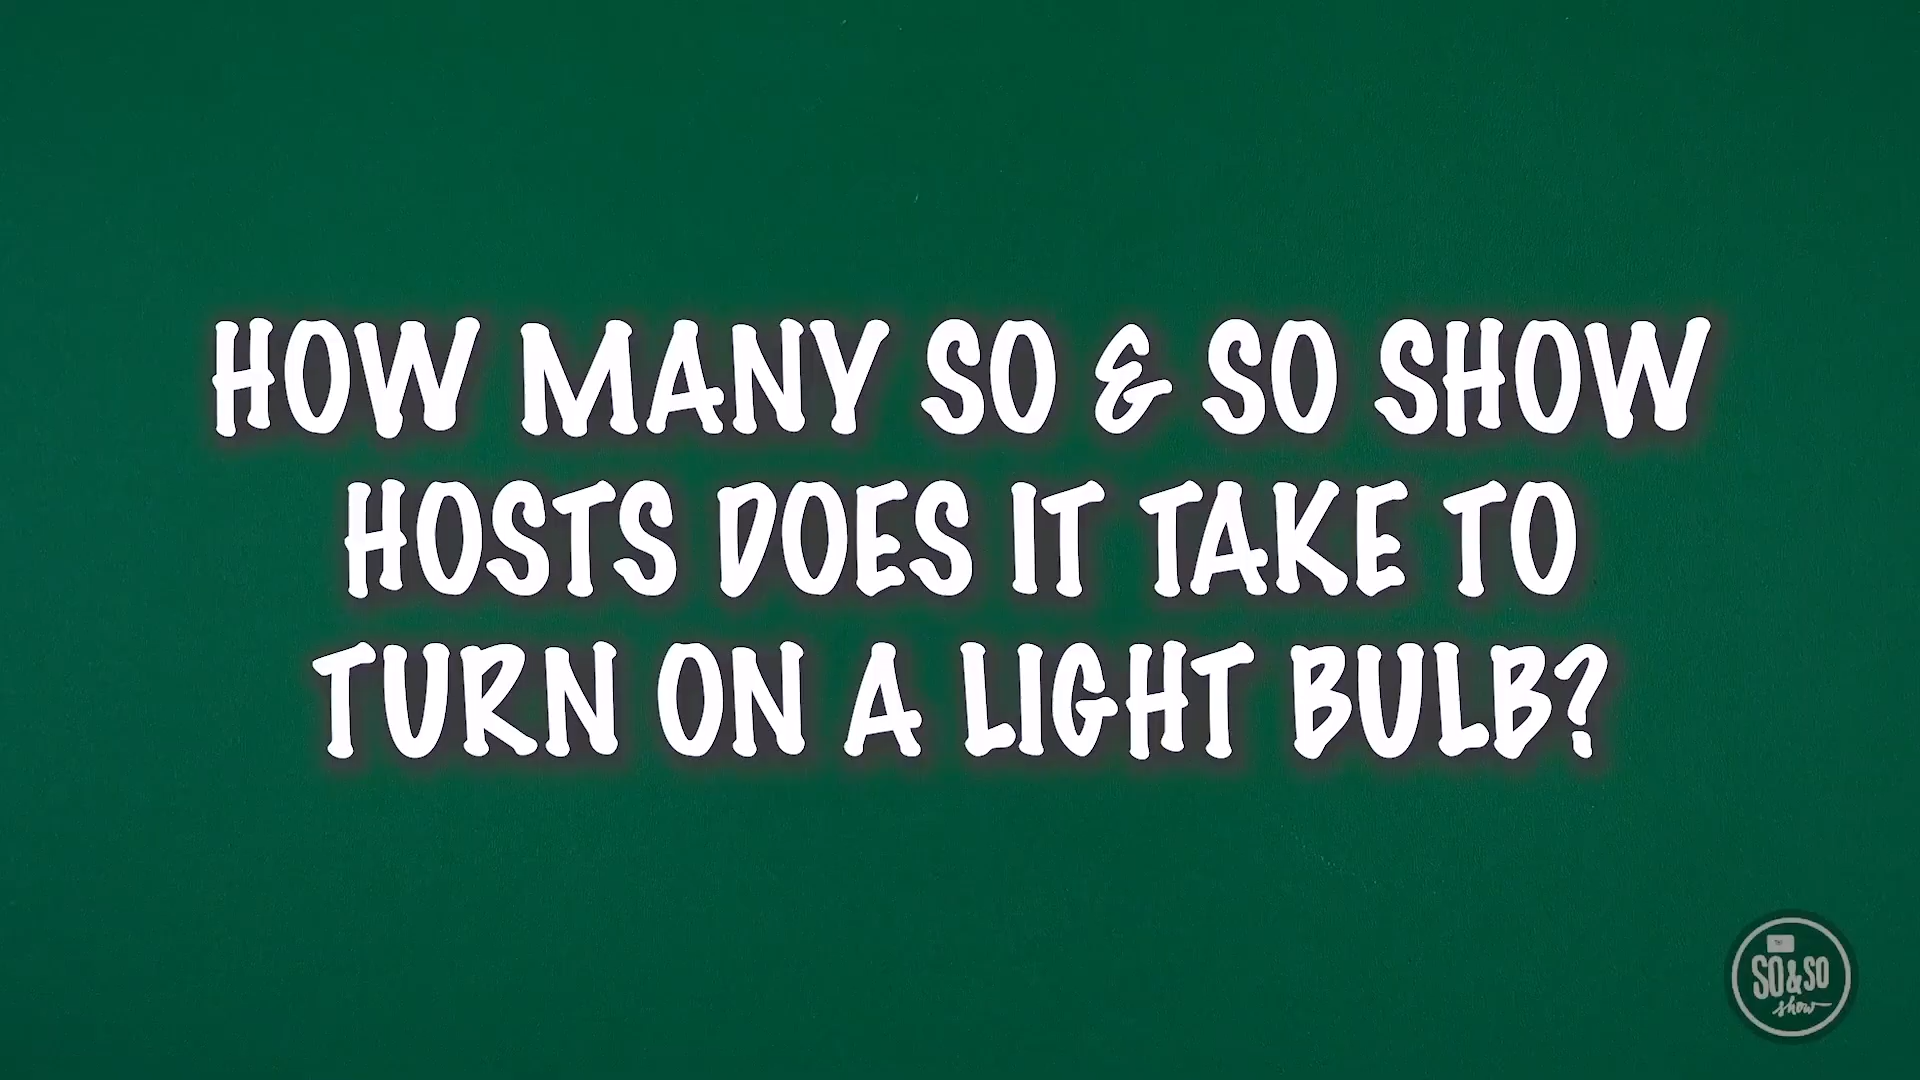 HOW MANY SO & SO SHOW
HOSTS DOES IT TAKE TO
TURN ON A LIGHT BULB?
SO & SO
show